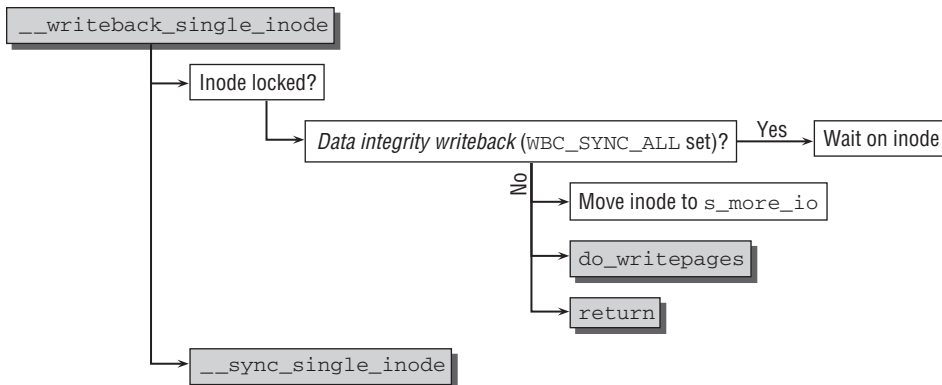 __writeback_single_inode
Inode locked?
Data integrity writeback (WBC_SYNC_ALL set)?
Yes
Wait on inode
No
Move inode to s_more_io
do_writepages
return
__sync_single_inode